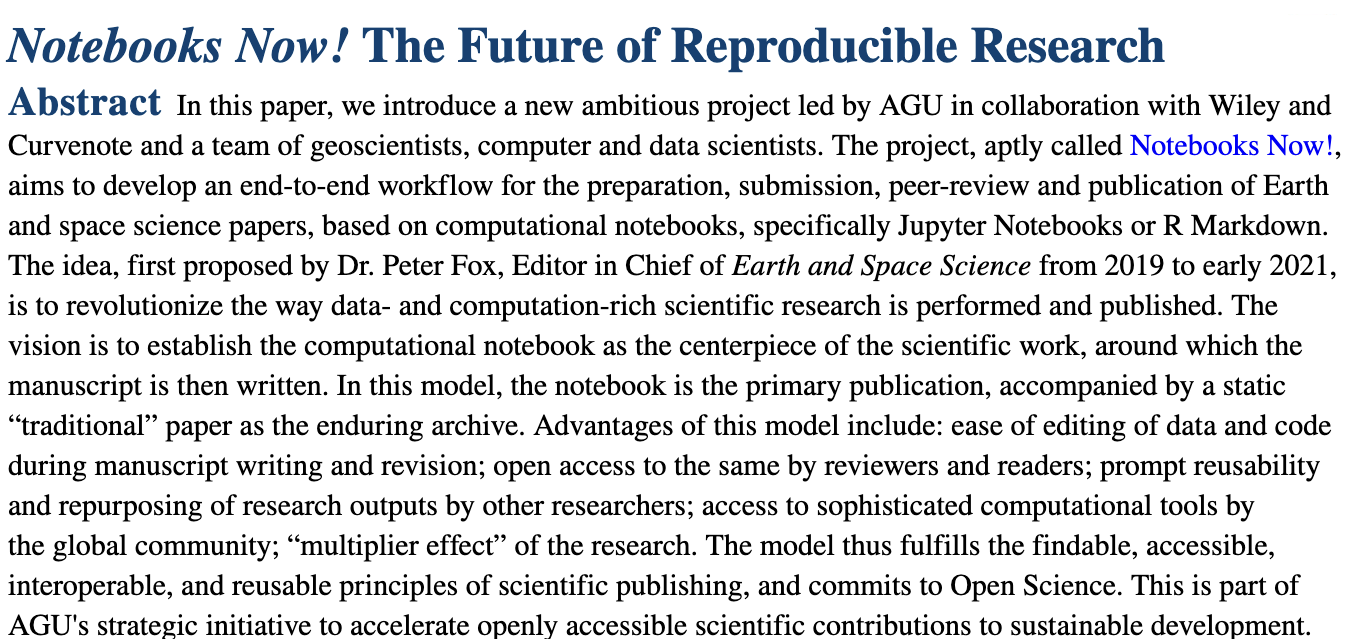 Notebooks Now! The Future of Reproducible Research
Abstract In this paper, we introduce a new ambitious project led by AGU in collaboration with Wiley and
Curvenote and a team of geoscientists, computer and data scientists. The project, aptly called Notebooks Now!,
aims to develop an end-to-end workflow for the preparation, submission, peer-review and publication of Earth
and space science papers, based on computational notebooks, specifically Jupyter Notebooks or R Markdown.
The idea, first proposed by Dr. Peter Fox, Editor in Chief of Earth and Space Science from 2019 to early 2021,
is to revolutionize the way data- and computation-rich scientific research is performed and published. The
vision is to establish the computational notebook as the centerpiece of the scientific work, around which the
manuscript is then written. In this model, the notebook is the primary publication, accompanied by a static
“traditional” paper as the enduring archive. Advantages of this model include: ease of editing of data and code
during manuscript writing and revision; open access to the same by reviewers and readers; prompt reusability
and repurposing of research outputs by other researchers; access to sophisticated computational tools by
the global community; “multiplier effect” of the research. The model thus fulfills the findable, accessible,
interoperable, and reusable principles of scientific publishing, and commits to Open Science. This is part of
AGU's strategic initiative to accelerate openly accessible scientific contributions to sustainable development.